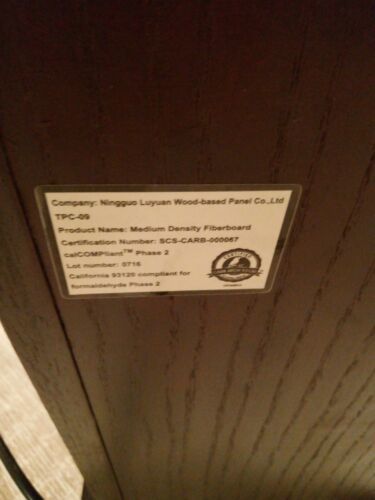 Company: Ningguo Luyuan Wood-based Panel Co.,Ltd
TPC-09
Product Name: Medium Density Fiberboard
Certification Number: SCS-CARB-000067
calCOMPliant™ Phase 2
Lot number: 0716
California 93120 compliant for
formaldehyde Phase 2
CERTIFIED